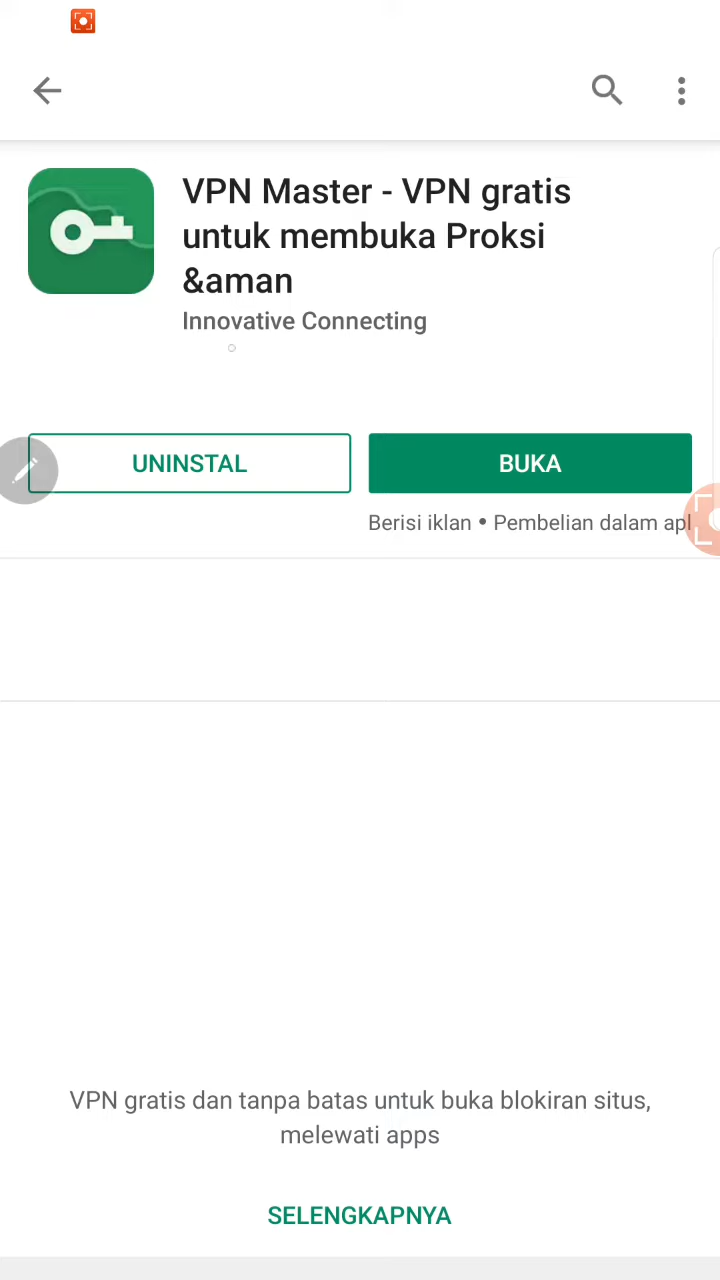 VPN Master - VPN gratis
untuk membuka Proksi
&aman
Innovative Connecting
UNINSTAL
BUKA
Berisi iklan • Pembelian dalam apl
VPN gratis dan tanpa batas untuk buka blokiran situs,
melewati apps
SELENGKAPNYA